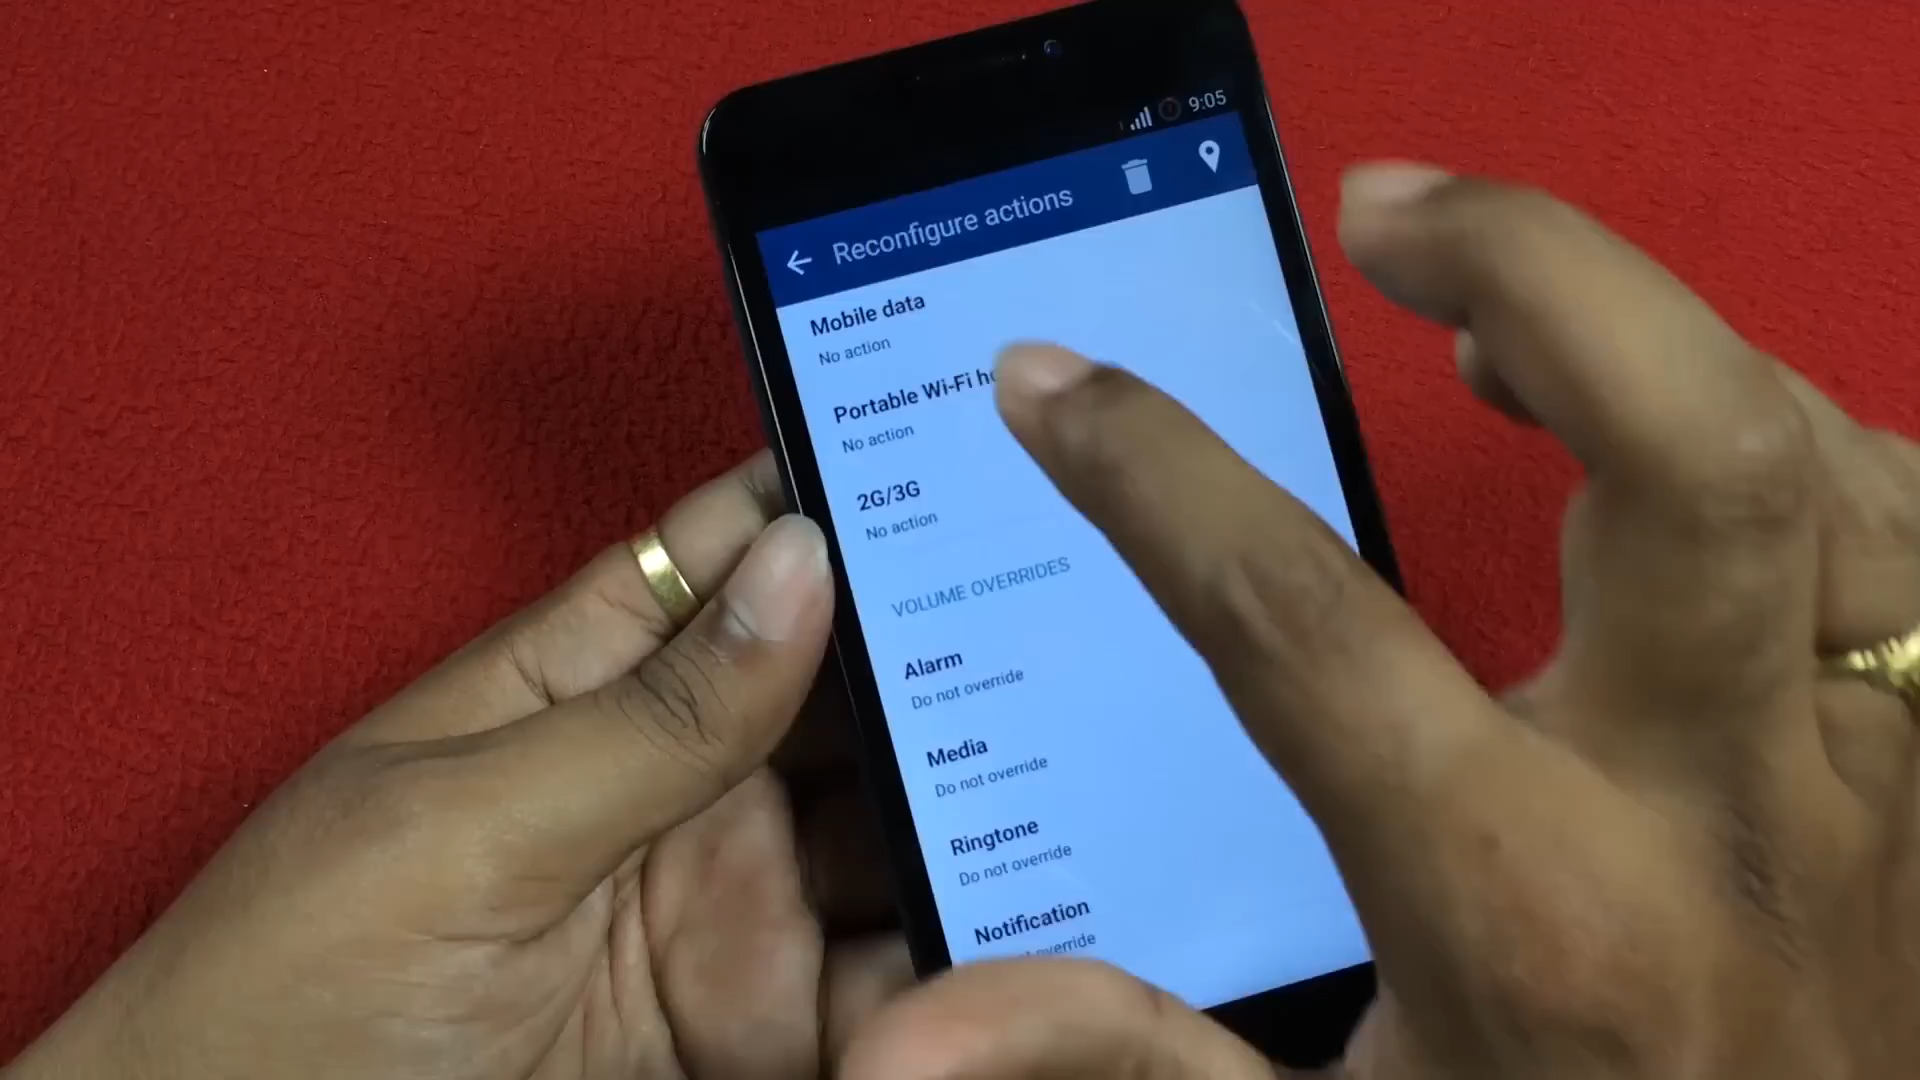 9:05
Reconfigure actions
Mobile data
No action
Portable Wi-Fi
No action
2G/3G
No action
VOLUME OVERRIDES
Alarm
Do not override
Media
Do not override
Ringtone
Do not override
Notification
override